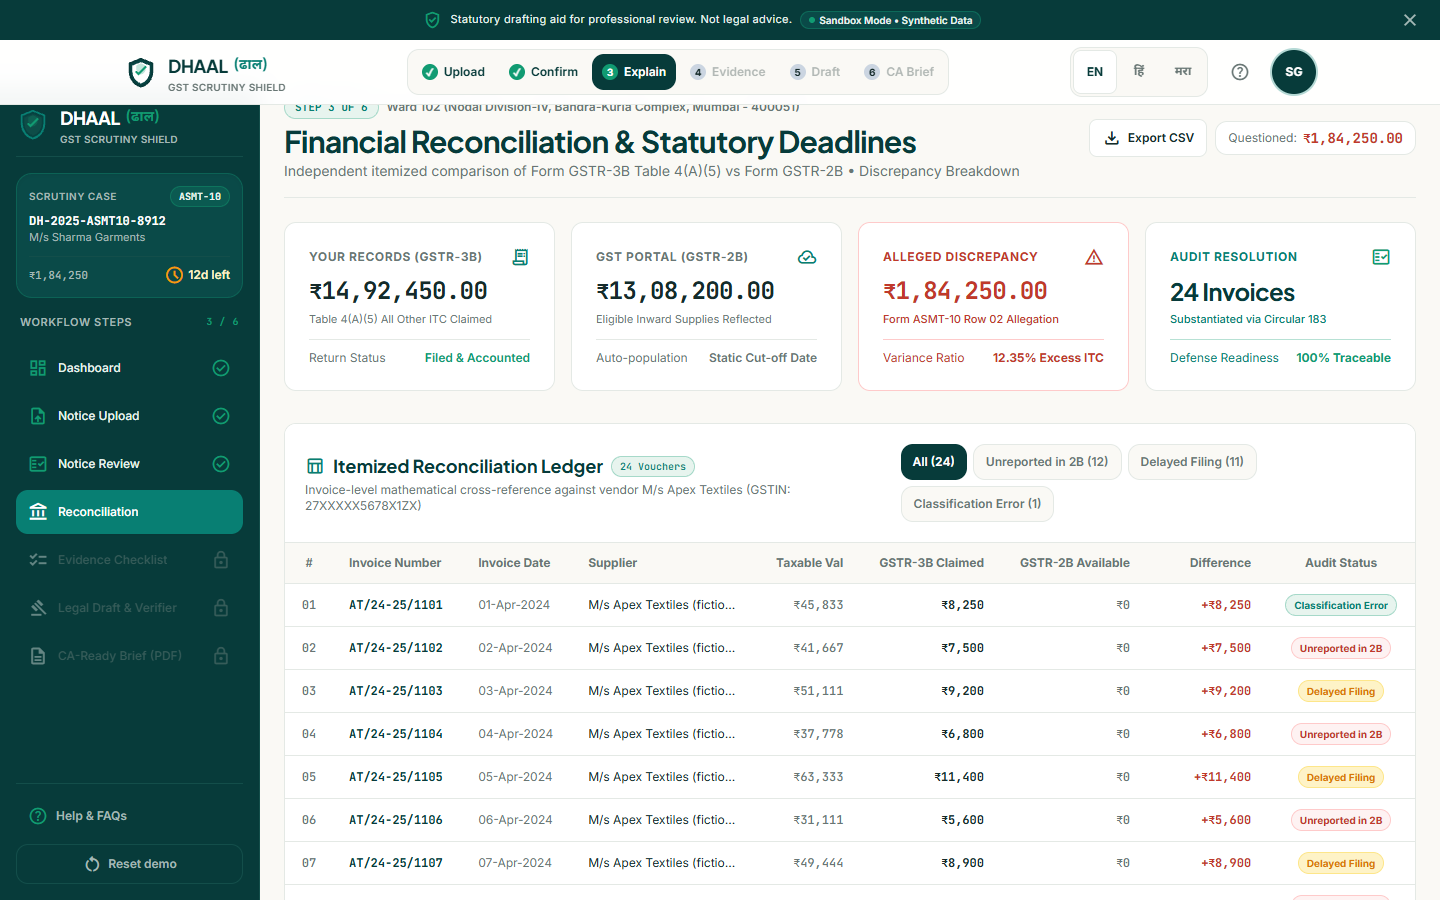 Statutory drafting aid for professional review. Not legal advice. Sandbox Mode • Synthetic Data
DHAAL (ढाल)
GST SCRUTINY SHIELD
Upload Confirm 3 Explain 4 Evidence 5 Draft 6 CA Brief
EN हिं मरा SG
DHAAL (ढाल)
GST SCRUTINY SHIELD
SCRUTINY CASE ASMT-10
DH-2025-ASMT10-8912
M/s Sharma Garments
₹1,84,250 12d left
WORKFLOW STEPS 3 / 6
Dashboard
Notice Upload
Notice Review
Reconciliation
Evidence Checklist
Legal Draft & Verifier
CA-Ready Brief (PDF)
Help & FAQs
Reset demo
STEP 3 OF 6 Ward 102 (Nodal Division-IV, Bandra-Kurla Complex, Mumbai - 400051)
Financial Reconciliation & Statutory Deadlines
Independent itemized comparison of Form GSTR-3B Table 4(A)(5) vs Form GSTR-2B • Discrepancy Breakdown
Export CSV
Questioned: ₹1,84,250.00
YOUR RECORDS (GSTR-3B)
₹14,92,450.00
Table 4(A)(5) All Other ITC Claimed
Return Status Filed & Accounted
GST PORTAL (GSTR-2B)
₹13,08,200.00
Eligible Inward Supplies Reflected
Auto-population Static Cut-off Date
ALLEGED DISCREPANCY
₹1,84,250.00
Form ASMT-10 Row 02 Allegation
Variance Ratio 12.35% Excess ITC
AUDIT RESOLUTION
24 Invoices
Substantiated via Circular 183
Defense Readiness 100% Traceable
Itemized Reconciliation Ledger 24 Vouchers
Invoice-level mathematical cross-reference against vendor M/s Apex Textiles (GSTIN:
27XXXXX5678X1ZX)
All (24) Unreported in 2B (12) Delayed Filing (11)
Classification Error (1)
# Invoice Number Invoice Date Supplier Taxable Val GSTR-3B Claimed GSTR-2B Available Difference Audit Status
01 AT/24-25/1101 01-Apr-2024 M/s Apex Textiles (fictio... ₹45,833 ₹8,250 ₹0 +₹8,250 Classification Error
02 AT/24-25/1102 02-Apr-2024 M/s Apex Textiles (fictio... ₹41,667 ₹7,500 ₹0 +₹7,500 Unreported in 2B
03 AT/24-25/1103 03-Apr-2024 M/s Apex Textiles (fictio... ₹51,111 ₹9,200 ₹0 +₹9,200 Delayed Filing
04 AT/24-25/1104 04-Apr-2024 M/s Apex Textiles (fictio... ₹37,778 ₹6,800 ₹0 +₹6,800 Unreported in 2B
05 AT/24-25/1105 05-Apr-2024 M/s Apex Textiles (fictio... ₹63,333 ₹11,400 ₹0 +₹11,400 Delayed Filing
06 AT/24-25/1106 06-Apr-2024 M/s Apex Textiles (fictio... ₹31,111 ₹5,600 ₹0 +₹5,600 Unreported in 2B
07 AT/24-25/1107 07-Apr-2024 M/s Apex Textiles (fictio... ₹49,444 ₹8,900 ₹0 +₹8,900 Delayed Filing